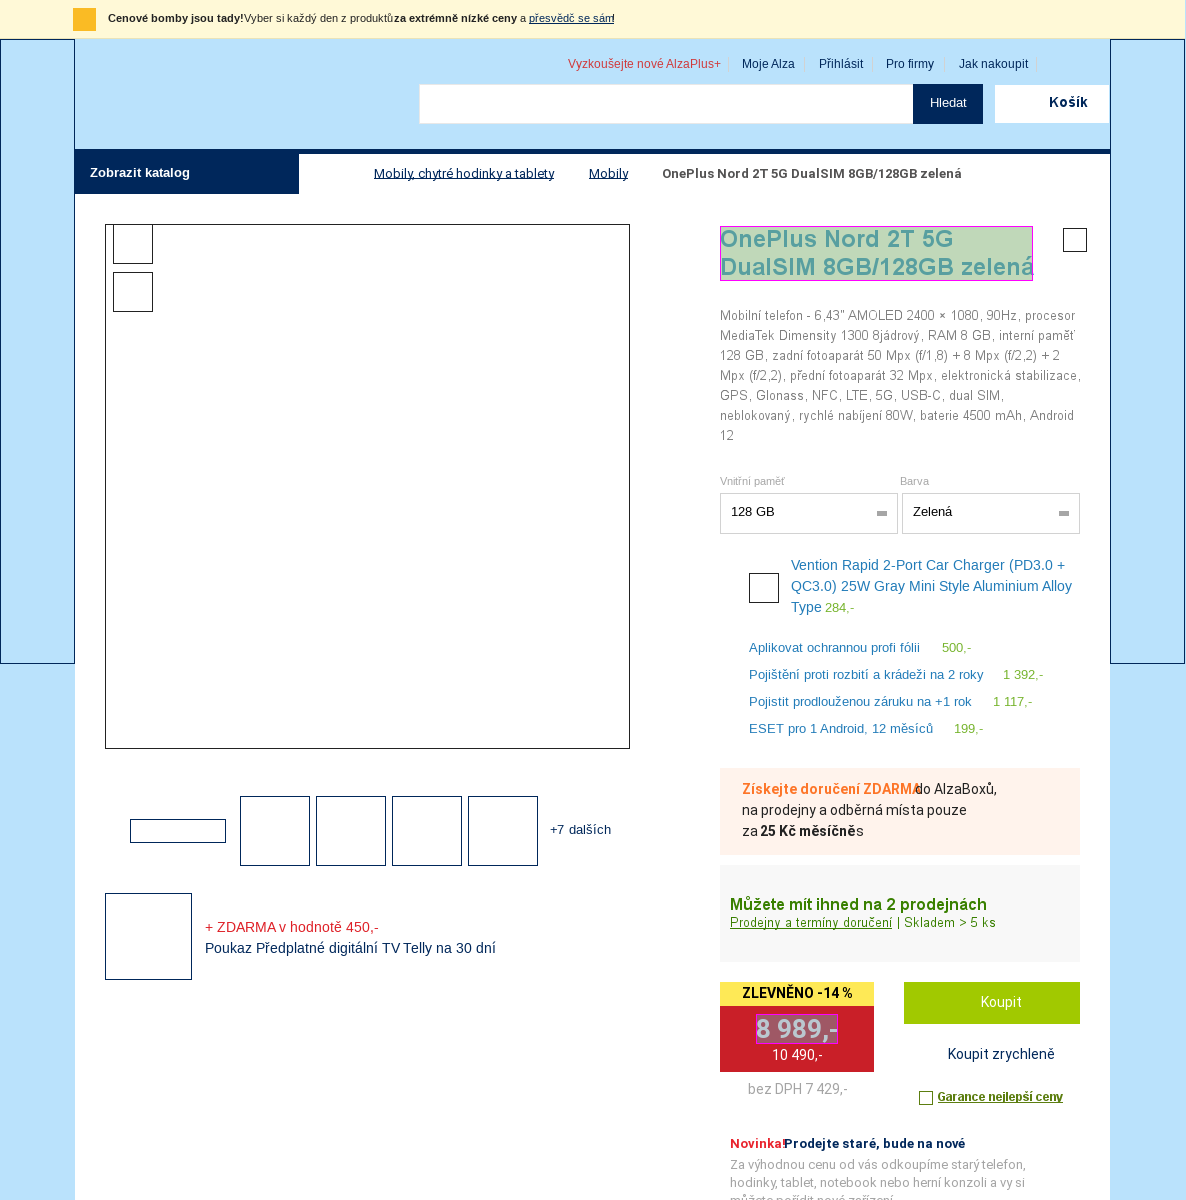 Cenové bomby jsou tady! Vyber si každý den z produktů za extrémně nízké ceny a přesvědč se sám!
Vyzkoušejte nové AlzaPlus+ Moje Alza Přihlásit Pro firmy Jak nakoupit
Hledat Košík
Zobrazit katalog Mobily, chytré hodinky a tablety Mobily OnePlus Nord 2T 5G DualSIM 8GB/128GB zelená
OnePlus Nord 2T 5G
DualSIM 8GB/128GB zelená
Mobilní telefon - 6,43" AMOLED 2400 × 1080, 90Hz, procesor
MediaTek Dimensity 1300 8jádrový, RAM 8 GB, interní paměť
128 GB, zadní fotoaparát 50 Mpx (f/1,8) + 8 Mpx (f/2,2) + 2
Mpx (f/2,2), přední fotoaparát 32 Mpx, elektronická stabilizace,
GPS, Glonass, NFC, LTE, 5G, USB-C, dual SIM,
neblokovaný, rychlé nabíjení 80W, baterie 4500 mAh, Android
12
Vnitřní paměť Barva
128 GB Zelená
Vention Rapid 2-Port Car Charger (PD3.0 +
QC3.0) 25W Gray Mini Style Aluminium Alloy
Type 284,-
Aplikovat ochrannou profi fólii 500,-
Pojištění proti rozbití a krádeži na 2 roky 1 392,-
Pojistit prodlouženou záruku na +1 rok 1 117,-
ESET pro 1 Android, 12 měsíců 199,-
Získejte doručení ZDARMA do AlzaBoxů,
na prodejny a odběrná místa pouze
za 25 Kč měsíčně s
+7 dalších
+ ZDARMA v hodnotě 450,-
Poukaz Předplatné digitální TV Telly na 30 dní
Můžete mít ihned na 2 prodejnách
Prodejny a termíny doručení | Skladem > 5 ks
ZLEVNĚNO -14 %
8 989,-
10 490,-
bez DPH 7 429,-
Koupit
Koupit zrychleně
Garance nejlepší ceny
Novinka! Prodejte staré, bude na nové
Za výhodnou cenu od vás odkoupíme starý telefon,
hodinky, tablet, notebook nebo herní konzoli a vy si
můžete pořídit nové zařízení.